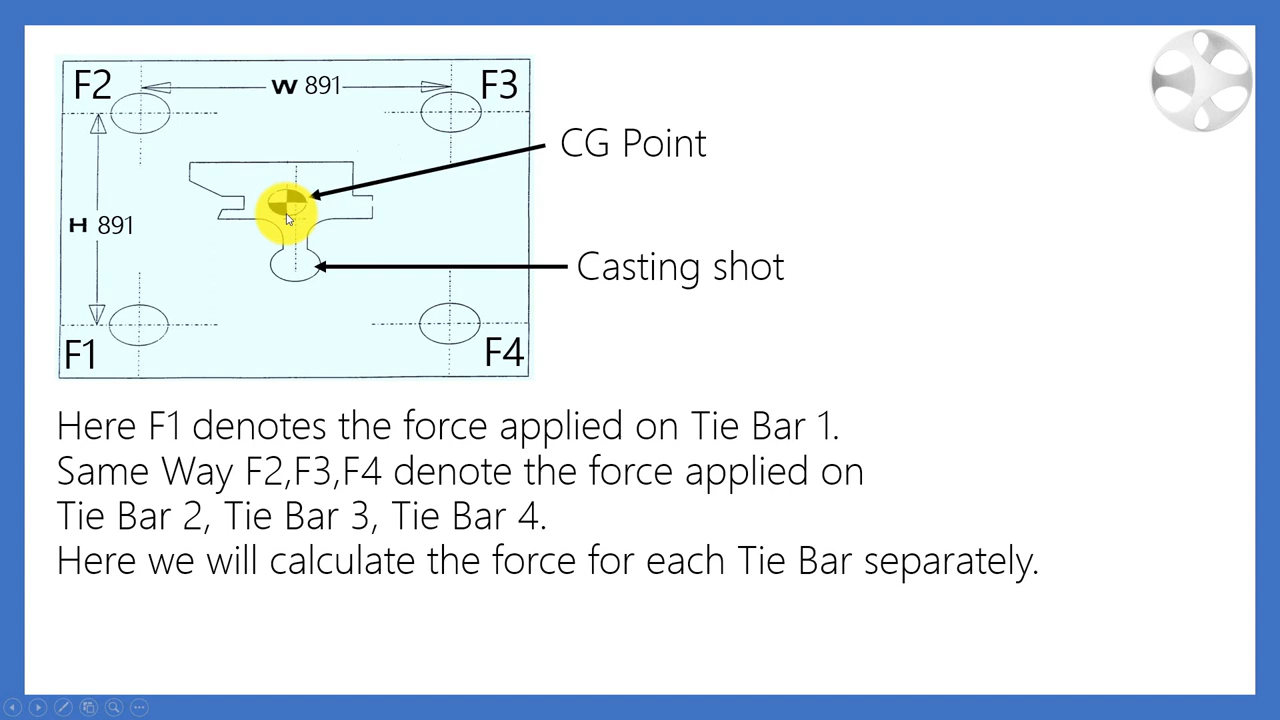 F2
W 891
F3
CG Point
H 891
Casting shot
F1
F4
Here F1 denotes the force applied on Tie Bar 1.
Same Way F2,F3,F4 denote the force applied on
Tie Bar 2, Tie Bar 3, Tie Bar 4.
Here we will calculate the force for each Tie Bar separately.